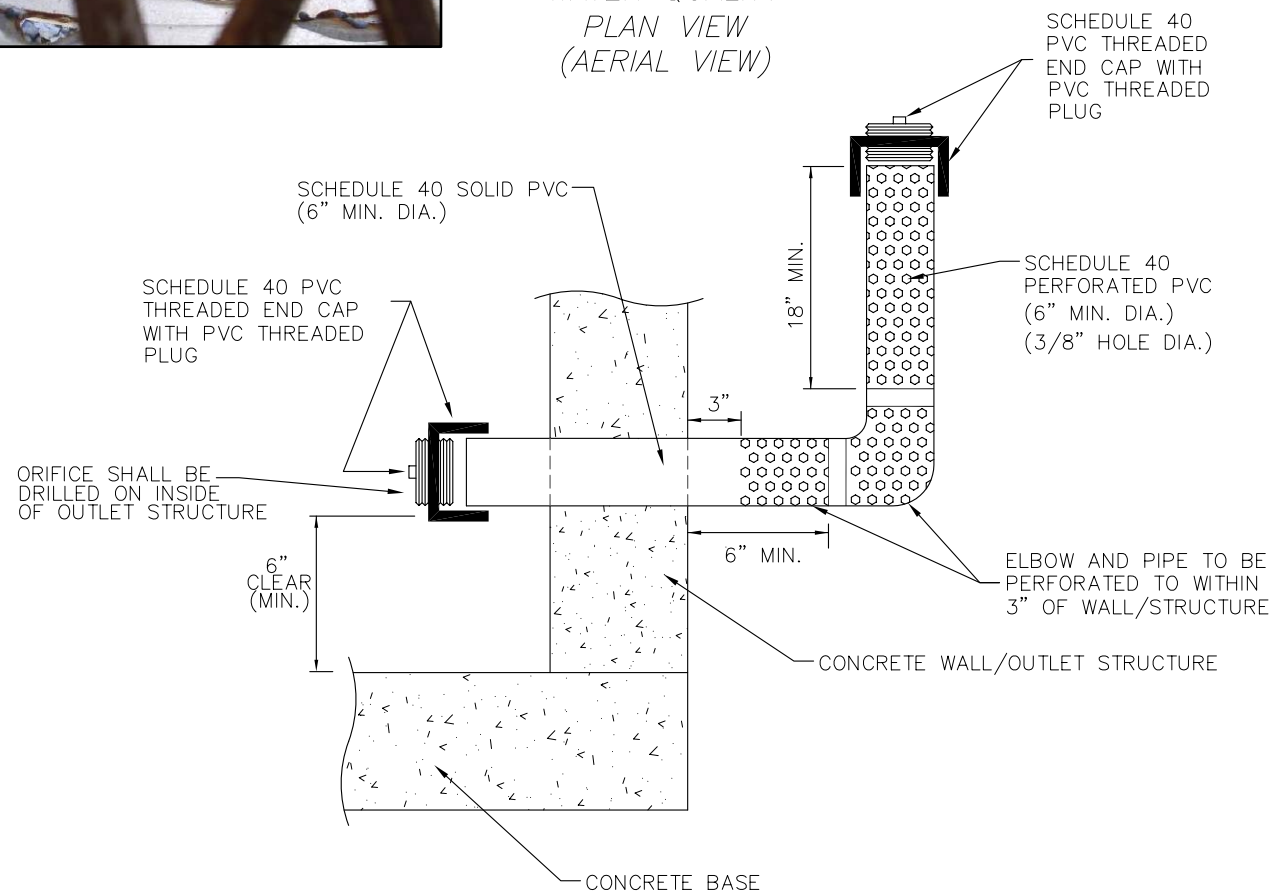 PLAN VIEW
(AERIAL VIEW)
SCHEDULE 40
PVC THREADED
END CAP WITH
PVC THREADED
PLUG
SCHEDULE 40 SOLID PVC
(6” MIN. DIA.)
SCHEDULE 40 PVC
THREADED END CAP
WITH PVC THREADED
PLUG
18” MIN.
SCHEDULE 40
PERFORATED PVC
(6” MIN. DIA.)
(3/8” HOLE DIA.)
3”
ORIFICE SHALL BE
DRILLED ON INSIDE
OF OUTLET STRUCTURE
6” MIN.
6”
CLEAR
(MIN.)
ELBOW AND PIPE TO BE
PERFORATED TO WITHIN
3” OF WALL/STRUCTURE
CONCRETE WALL/OUTLET STRUCTURE
CONCRETE BASE